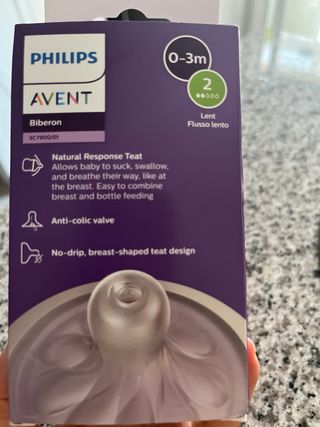 PHILIPS
AVENT
Biberon
SCY900/01
0-3m
2
Lent
Flusso lento
Natural Response Teat
Allows baby to suck, swallow,
and breathe their way, like at
the breast. Easy to combine
breast and bottle feeding
Anti-colic valve
No-drip, breast-shaped teat design